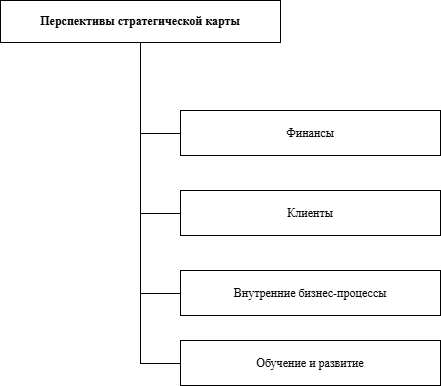 Перспективы стратегической карты
Финансы
Клиенты
Внутренние бизнес-процессы
Обучение и развитие